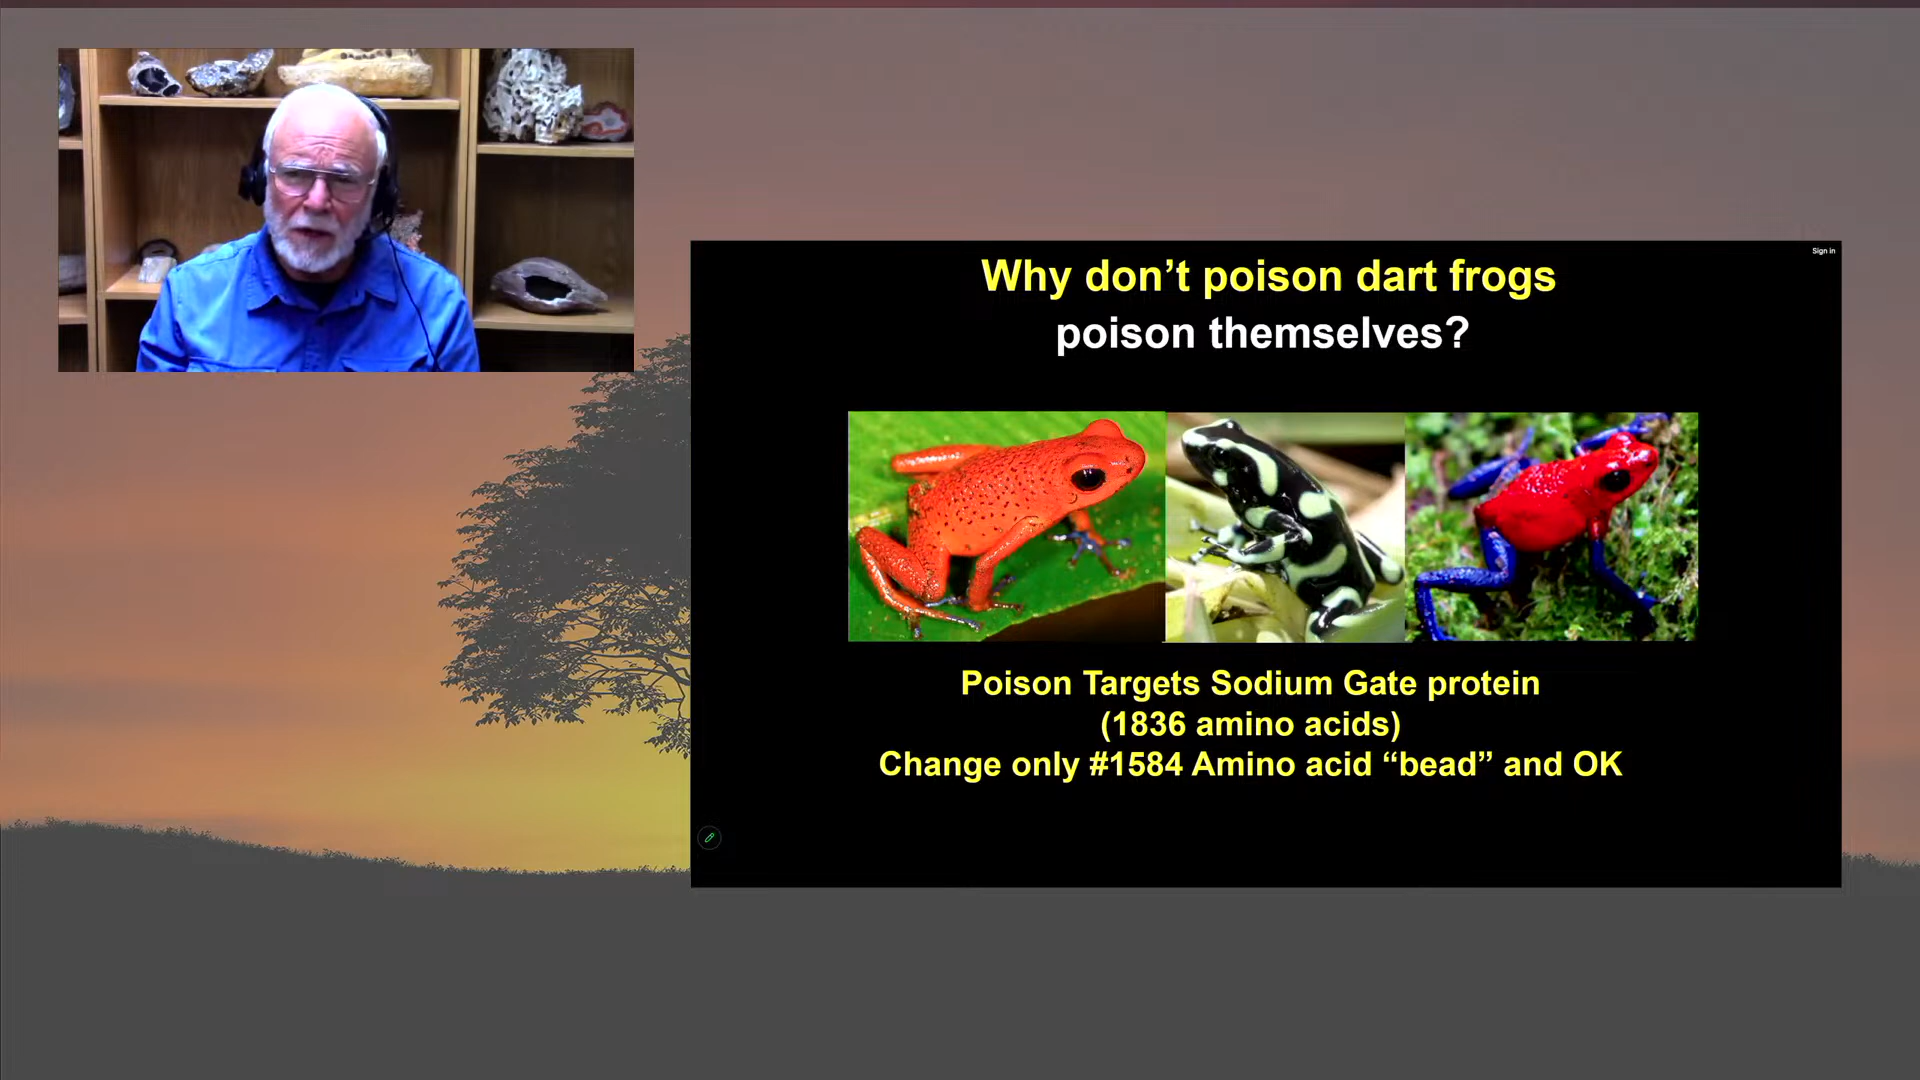 Sign in
Why don’t poison dart frogs
poison themselves?
Poison Targets Sodium Gate protein
(1836 amino acids)
Change only #1584 Amino acid “bead” and OK